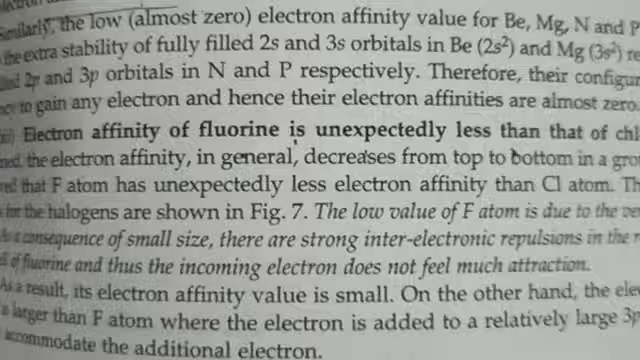 the low (almost zero) electron affinity value for Be, Mg, N and P
the extra stability of fully filled 2s and 3s orbitals in Be (2s²) and Mg (3s²)
and 3p orbitals in N and P respectively. Therefore, their
to gain any electron and hence their electron affinities are almost zero.
Electron affinity of fluorine is unexpectedly less than that of
the electron affinity, in general, decreases from top to bottom in a
that F atom has unexpectedly less electron affinity than Cl atom.
for the halogens are shown in Fig. 7. The low value of F atom is due to the
consequence of small size, there are strong inter-electronic repulsions in the
of fluorine and thus the incoming electron does not feel much attraction.
As a result, its electron affinity value is small. On the other hand, the
larger than F atom where the electron is added to a relatively large 3p
accommodate the additional electron.